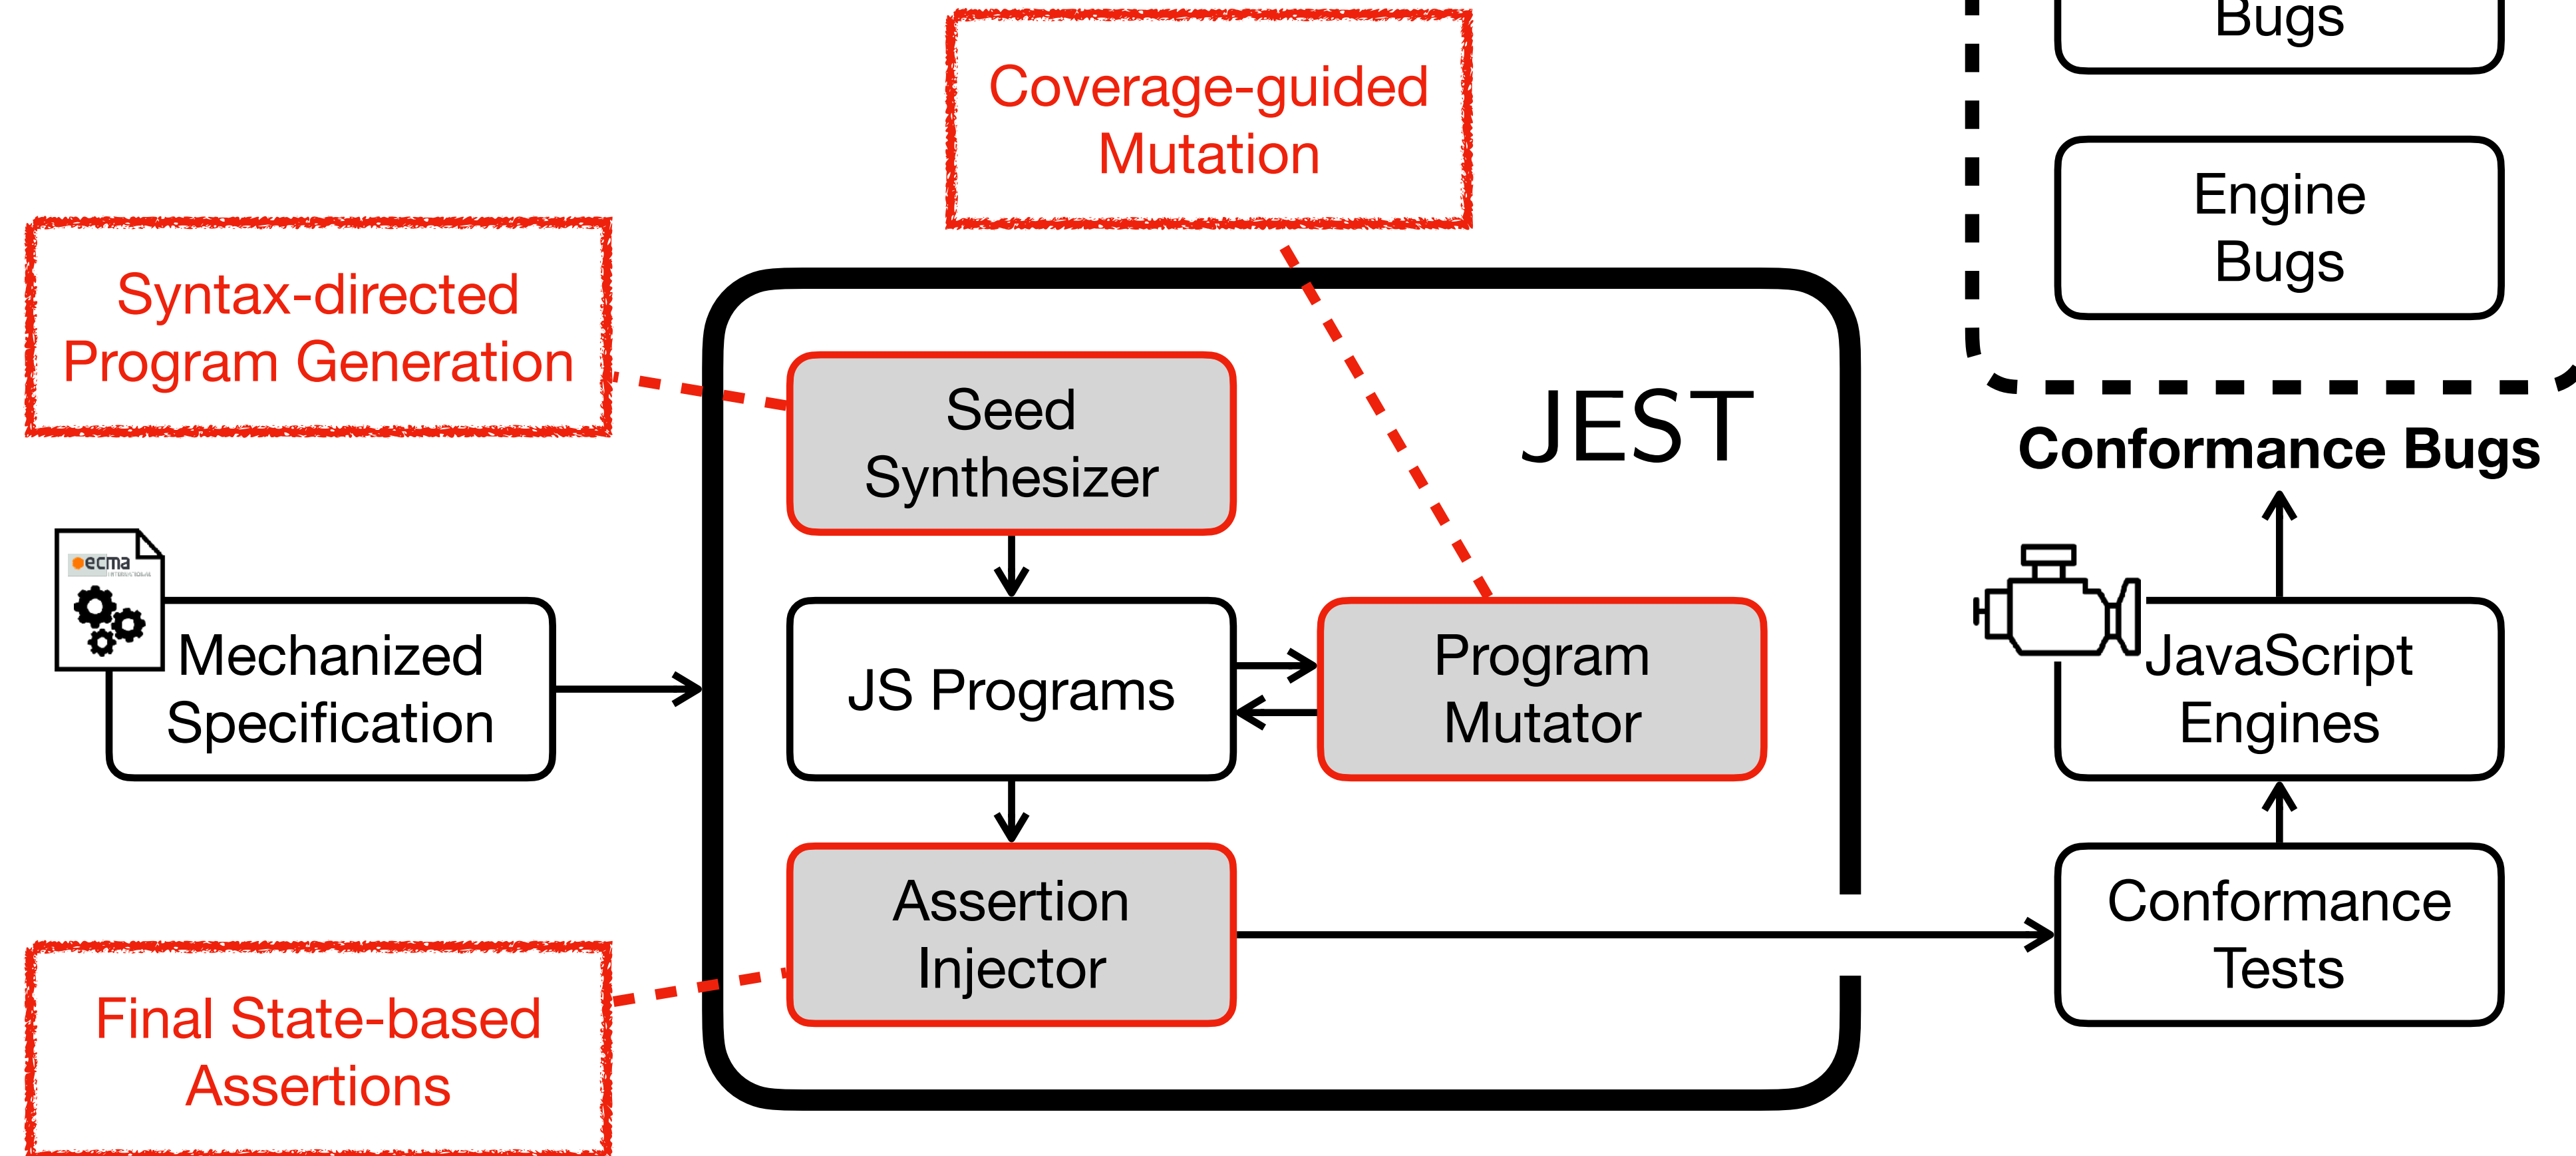 Bugs
Coverage-guided
Mutation
Engine
Bugs
Syntax-directed
Program Generation
Seed
Synthesizer
JEST
Conformance Bugs
ecma
INTERNATIONAL
Mechanized
Specification
JS Programs
Program
Mutator
JavaScript
Engines
Assertion
Injector
Conformance
Tests
Final State-based
Assertions